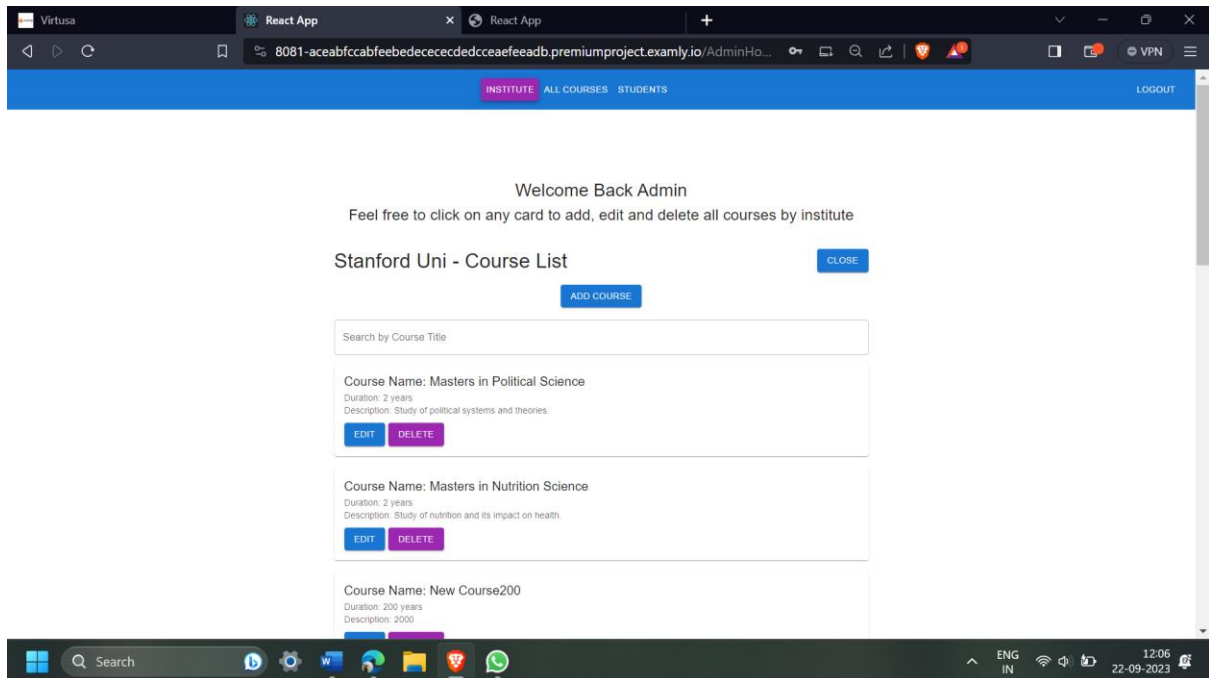 Virtusa
React App
React App
8081-aceabfccabfeebedecececdedcceaefeeadb.premiumproject.examly.io/AdminHo...
VPN
INSTITUTE ALL COURSES STUDENTS
LOGOUT
Welcome Back Admin
Feel free to click on any card to add, edit and delete all courses by institute
Stanford Uni - Course List
CLOSE
ADD COURSE
Search by Course Title
Course Name: Masters in Political Science
Duration: 2 years
Description: Study of political systems and theories.
EDIT DELETE
Course Name: Masters in Nutrition Science
Duration: 2 years
Description: Study of nutrition and its impact on health.
EDIT DELETE
Course Name: New Course200
Duration: 200 years
Description: 2000
Search
ENG
IN
12:06
22-09-2023